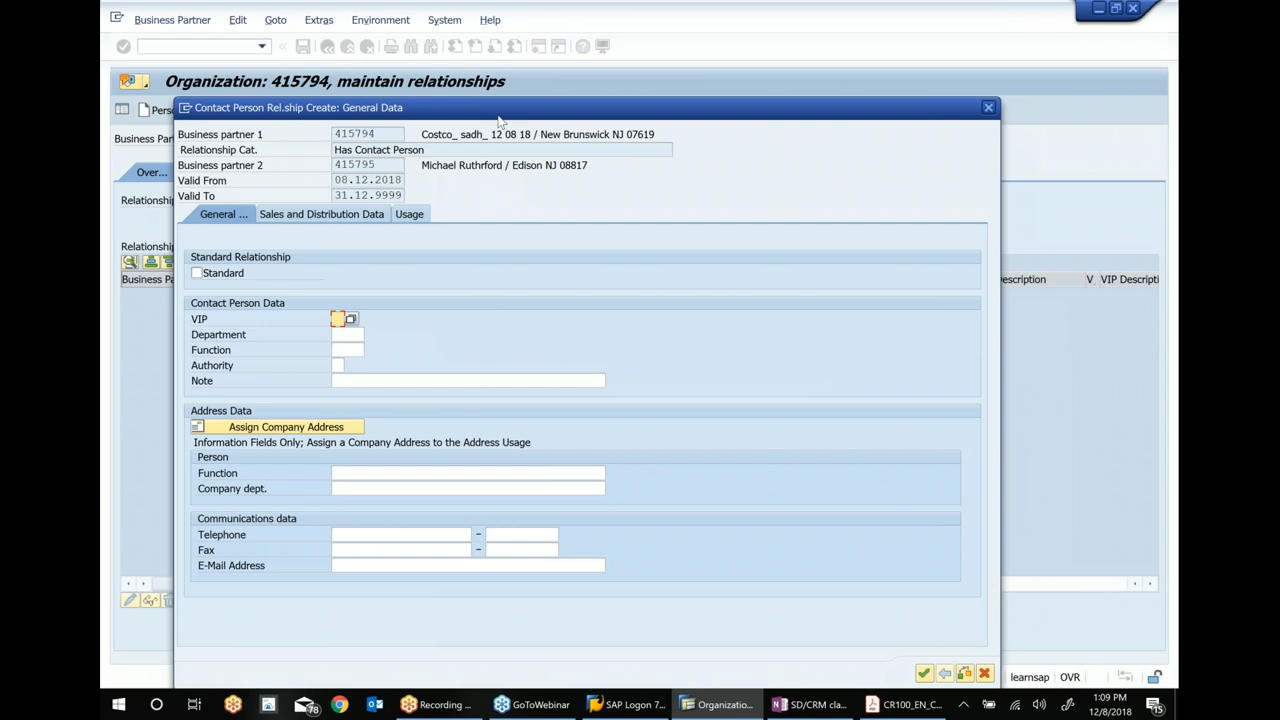 Business Partner Edit Goto Extras Environment System Help
Organization: 415794, maintain relationships
Contact Person Rel.ship Create: General Data
Business partner 1 415794 Costco_ sadh_ 12 08 18 / New Brunswick NJ 07619
Relationship Cat. Has Contact Person
Business partner 2 415795 Michael Ruthrford / Edison NJ 08817
Valid From 08.12.2018
Valid To 31.12.9999
Over... General ... Sales and Distribution Data Usage
Standard Relationship
Standard
Contact Person Data
VIP
Department
Function
Authority
Note
Address Data
Assign Company Address
Information Fields Only; Assign a Company Address to the Address Usage
Person
Function
Company dept.
Communications data
Telephone –
Fax –
E-Mail Address
V VIP Descripti
learnsap OVR
78 Recording ... GoToWebinar SAP Logon 7... Organizatio... SD/CRM cla... CR100_EN_C... 1:09 PM
12/8/2018 15